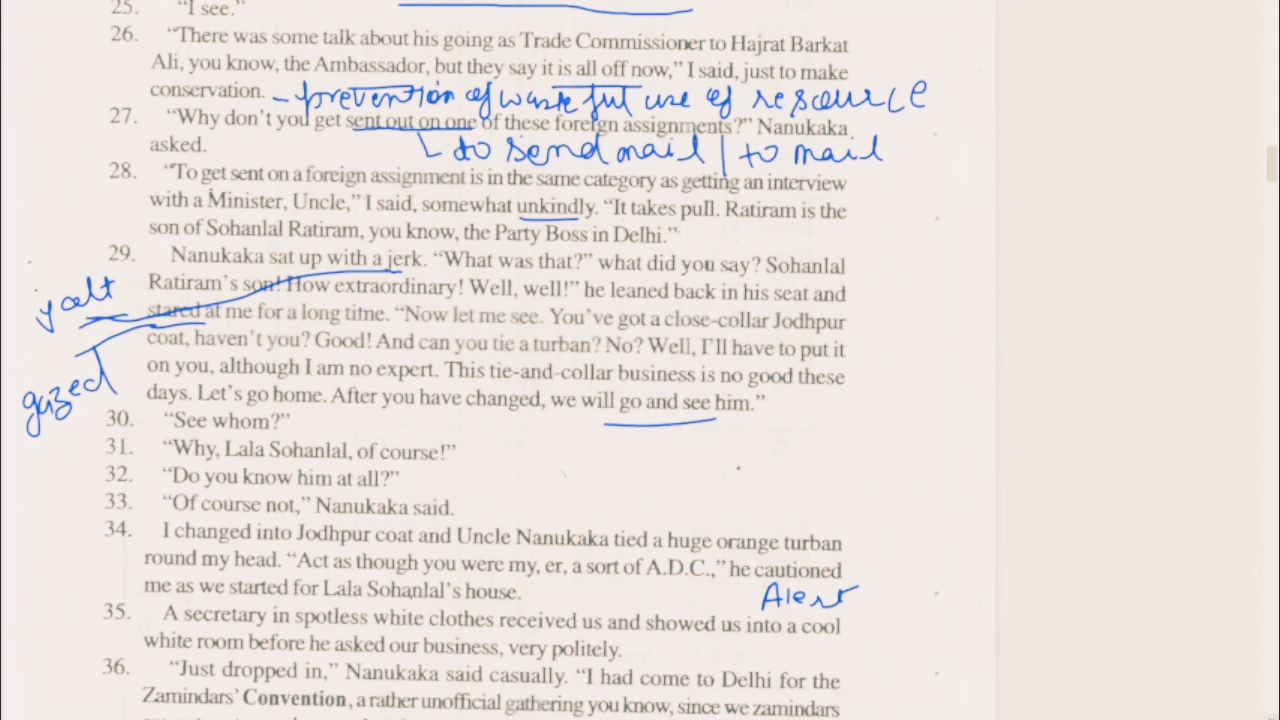 25. "I see."
26. "There was some talk about his going as Trade Commissioner to Hajrat Barkat
Ali, you know, the Ambassador, but they say it is all off now," I said, just to make
conservation. - prevention of wasteful use of resource
27. "Why don't you get sent out on one of these foreign assignments?" Nanukaka
asked. to send mail / to mail
28. "To get sent on a foreign assignment is in the same category as getting an interview
with a Minister, Uncle," I said, somewhat unkindly. "It takes pull. Ratiram is the
son of Sohanlal Ratiram, you know, the Party Boss in Delhi."
29. Nanukaka sat up with a jerk. "What was that?" what did you say? Sohanlal
yoelt Ratiram's son! How extraordinary! Well, well!" he leaned back in his seat and
stared at me for a long time. "Now let me see. You've got a close-collar Jodhpur
coat, haven't you? Good! And can you tie a turban? No? Well, I'll have to put it
gazed on you, although I am no expert. This tie-and-collar business is no good these
days. Let's go home. After you have changed, we will go and see him."
30. "See whom?"
31. "Why, Lala Sohanlal, of course!"
32. "Do you know him at all?"
33. "Of course not," Nanukaka said.
34. I changed into Jodhpur coat and Uncle Nanukaka tied a huge orange turban
round my head. "Act as though you were my, er, a sort of A.D.C.," he cautioned
me as we started for Lala Sohanlal's house. Alert
35. A secretary in spotless white clothes received us and showed us into a cool
white room before he asked our business, very politely.
36. "Just dropped in," Nanukaka said casually. "I had come to Delhi for the
Zamindars' Convention, a rather unofficial gathering you know, since we zamindars